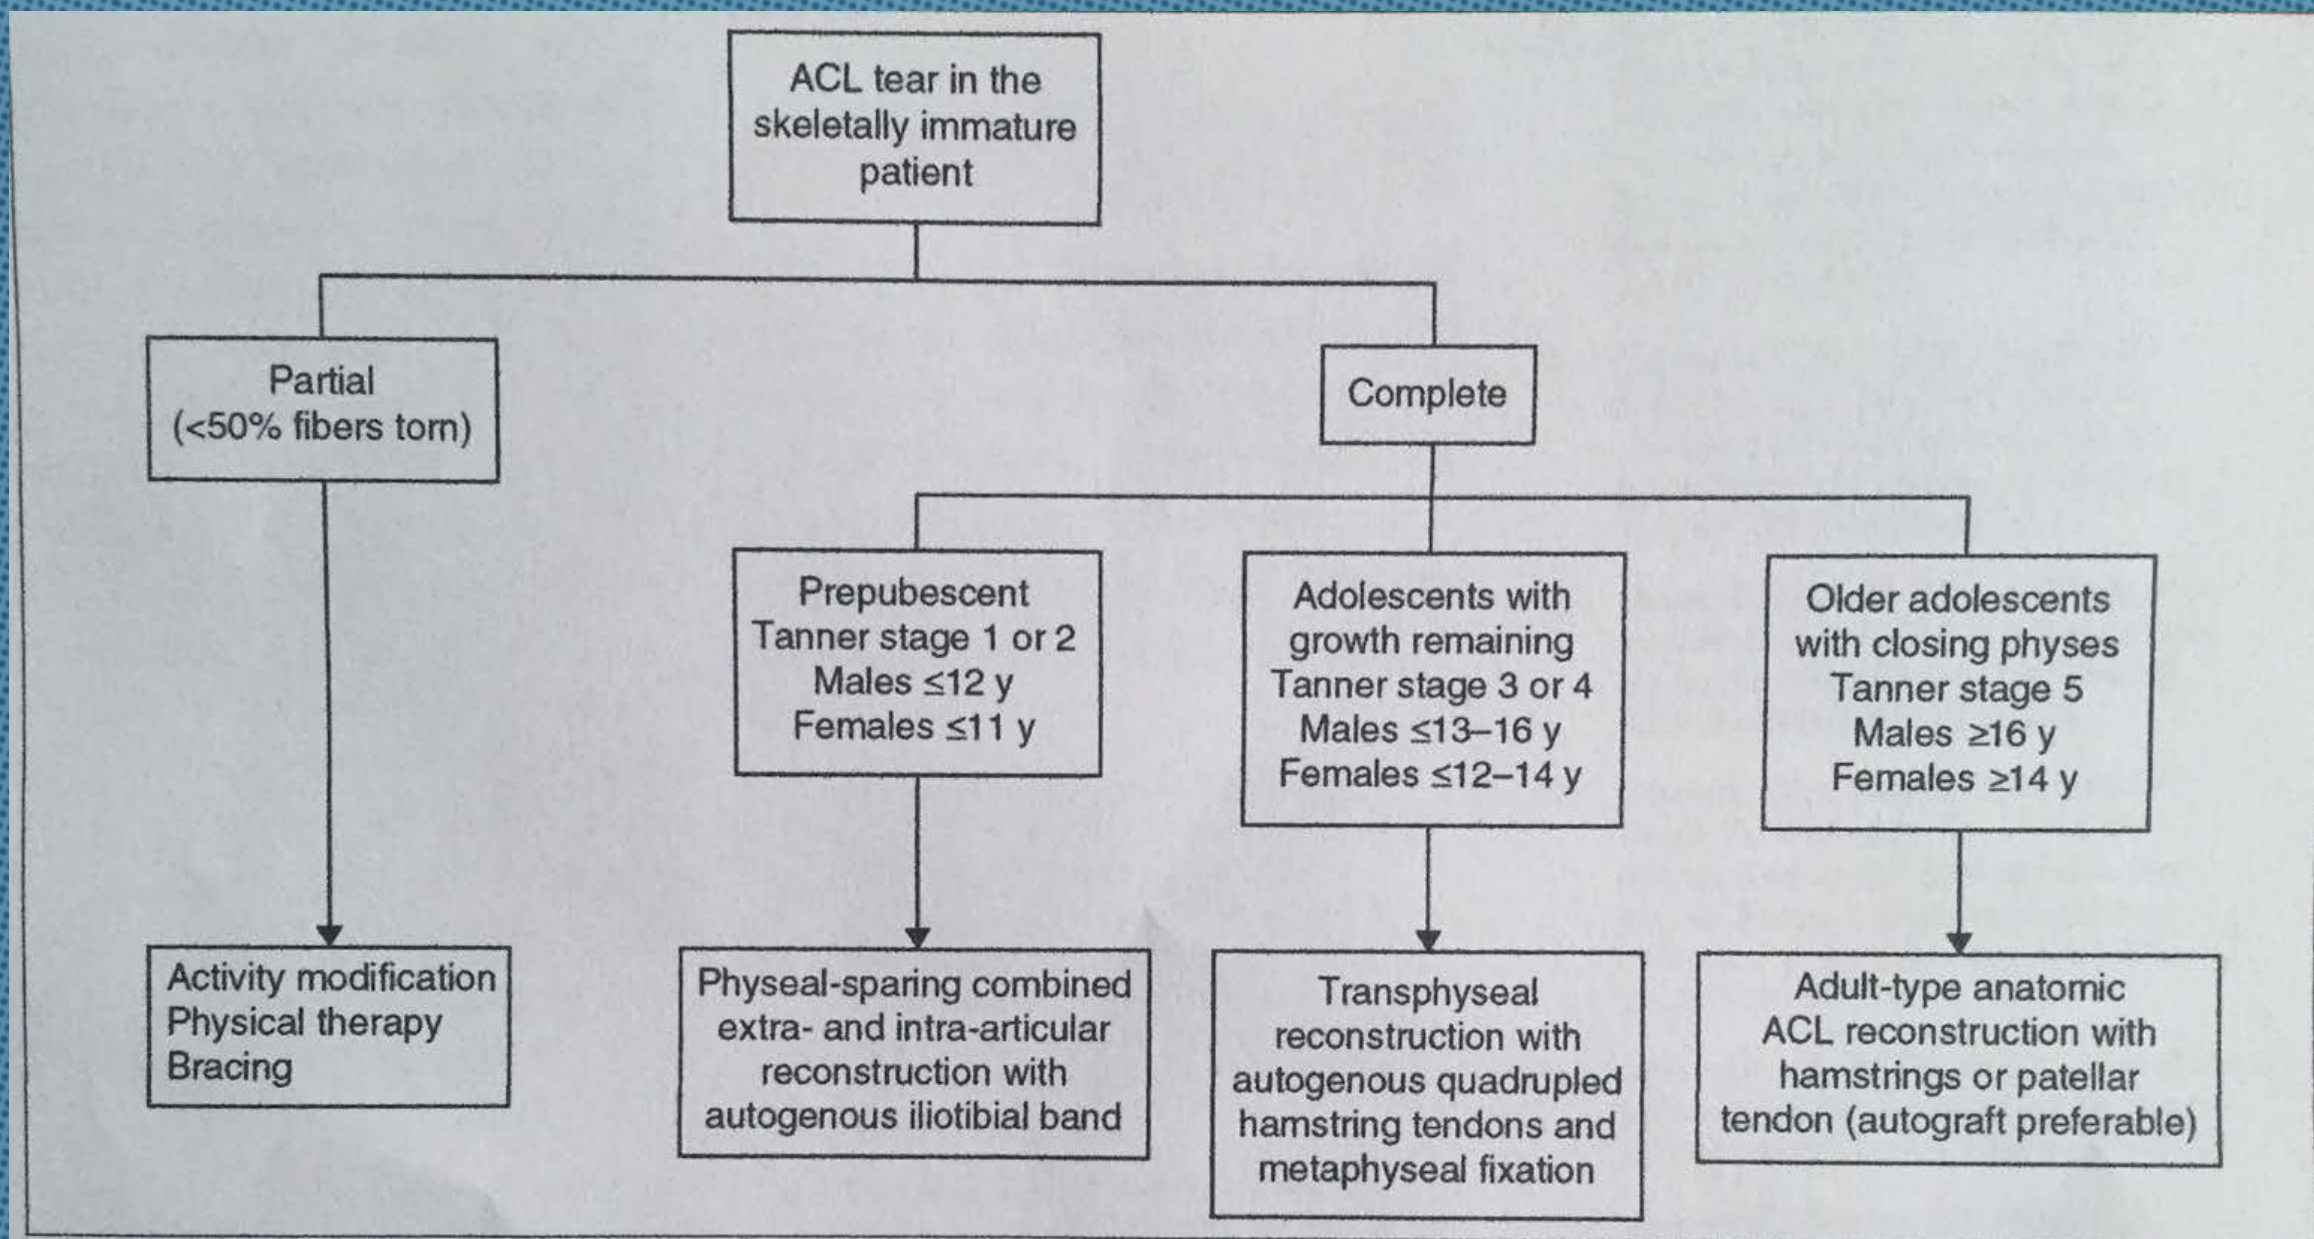 ACL tear in the
skeletally immature
patient
Partial
(<50% fibers torn)
Complete
Prepubescent
Tanner stage 1 or 2
Males ≤12 y
Females ≤11 y
Adolescents with
growth remaining
Tanner stage 3 or 4
Males ≤13–16 y
Females ≤12–14 y
Older adolescents
with closing physes
Tanner stage 5
Males ≥16 y
Females ≥14 y
Activity modification
Physical therapy
Bracing
Physeal-sparing combined
extra- and intra-articular
reconstruction with
autogenous iliotibial band
Transphyseal
reconstruction with
autogenous quadrupled
hamstring tendons and
metaphyseal fixation
Adult-type anatomic
ACL reconstruction with
hamstrings or patellar
tendon (autograft preferable)